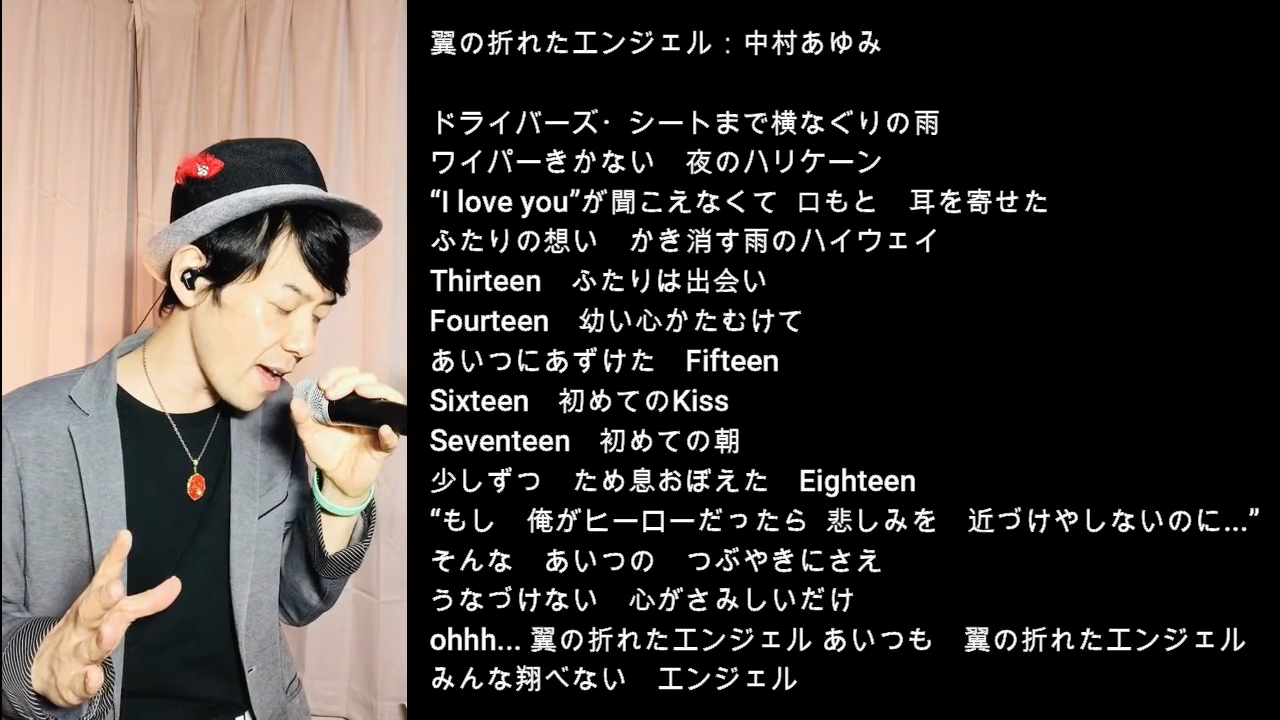 翼の折れたエンジェル：中村あゆみ
ドライバーズ・シートまで横なぐりの雨
ワイパーきかない　夜のハリケーン
“I love you”が聞こえなくて 口もと　耳を寄せた
ふたりの想い　かき消す雨のハイウェイ
Thirteen　ふたりは出会い
Fourteen　幼い心かたむけて
あいつにあずけた　Fifteen
Sixteen　初めてのKiss
Seventeen　初めての朝
少しずつ　ため息おぼえた　Eighteen
“もし　俺がヒーローだったら 悲しみを　近づけやしないのに...”
そんな　あいつの　つぶやきにさえ
うなづけない　心がさみしいだけ
ohhh... 翼の折れたエンジェル あいつも　翼の折れたエンジェル
みんな翔べない　エンジェル